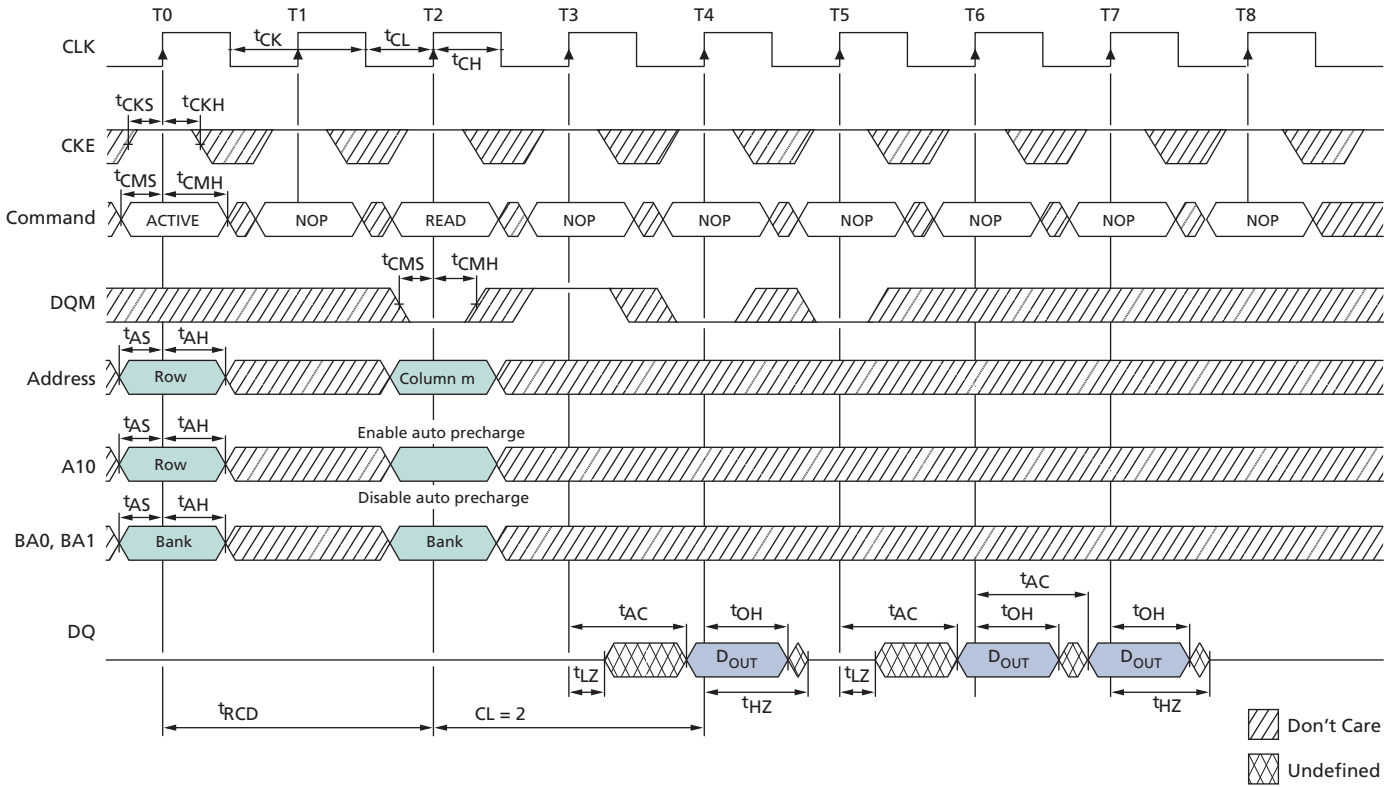 T0 T1 T2 T3 T4 T5 T6 T7 T8
CLK tCK tCL tCH
tCKS tCKH
CKE
tCMS tCMH
Command ACTIVE NOP READ NOP NOP NOP NOP NOP NOP
tCMS tCMH
DQM
tAS tAH
Address Row Column m
tAS tAH Enable auto precharge
A10 Row
tAS tAH Disable auto precharge
BA0, BA1 Bank Bank
tAC
tAC tOH tAC tOH tOH
DQ
DOUT DOUT DOUT
tLZ tHZ tLZ tHZ
tRCD CL = 2
Don't Care
Undefined